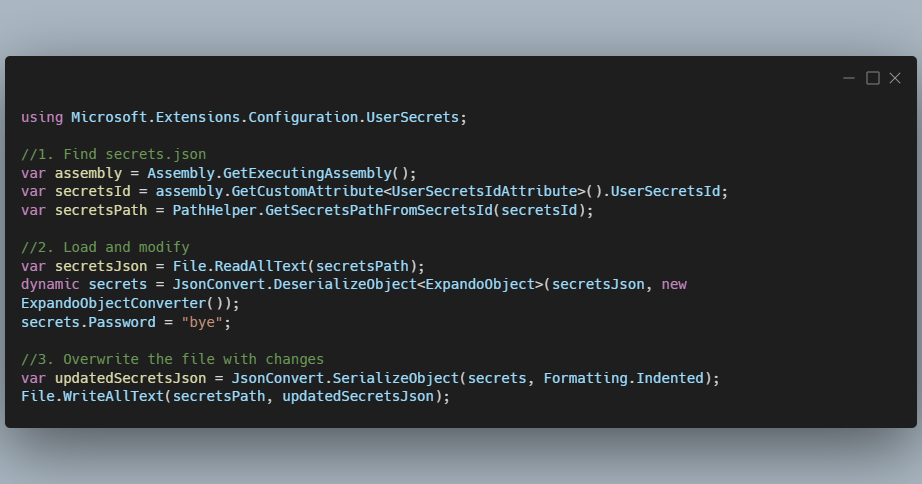 using Microsoft.Extensions.Configuration.UserSecrets;
//1. Find secrets.json
var assembly = Assembly.GetExecutingAssembly();
var secretsId = assembly.GetCustomAttribute<UserSecretsIdAttribute>().UserSecretsId;
var secretsPath = PathHelper.GetSecretsPathFromSecretsId(secretsId);
//2. Load and modify
var secretsJson = File.ReadAllText(secretsPath);
dynamic secrets = JsonConvert.DeserializeObject<ExpandoObject>(secretsJson, new
ExpandoObjectConverter());
secrets.Password = "bye";
//3. Overwrite the file with changes
var updatedSecretsJson = JsonConvert.SerializeObject(secrets, Formatting.Indented);
File.WriteAllText(secretsPath, updatedSecretsJson);